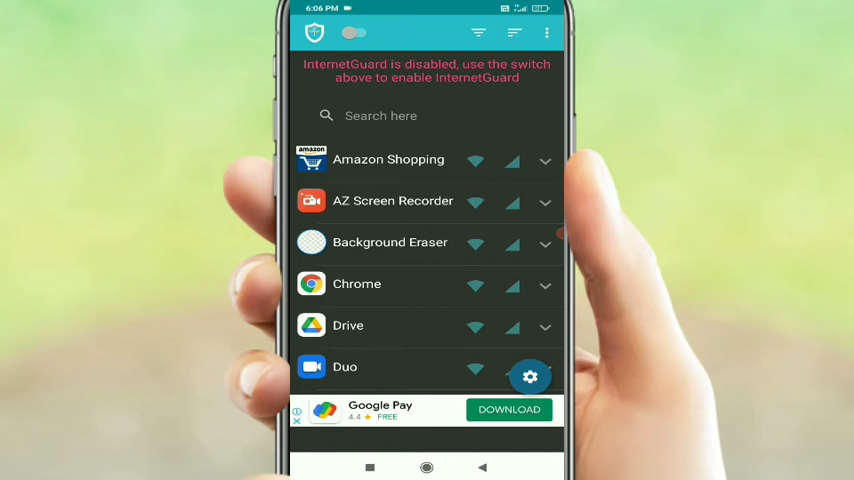 6:06 PM
InternetGuard is disabled, use the switch
above to enable InternetGuard
Search here
amazon
Amazon Shopping
AZ Screen Recorder
Background Eraser
Chrome
Drive
Duo
Google Pay
4.4 ★ FREE
DOWNLOAD